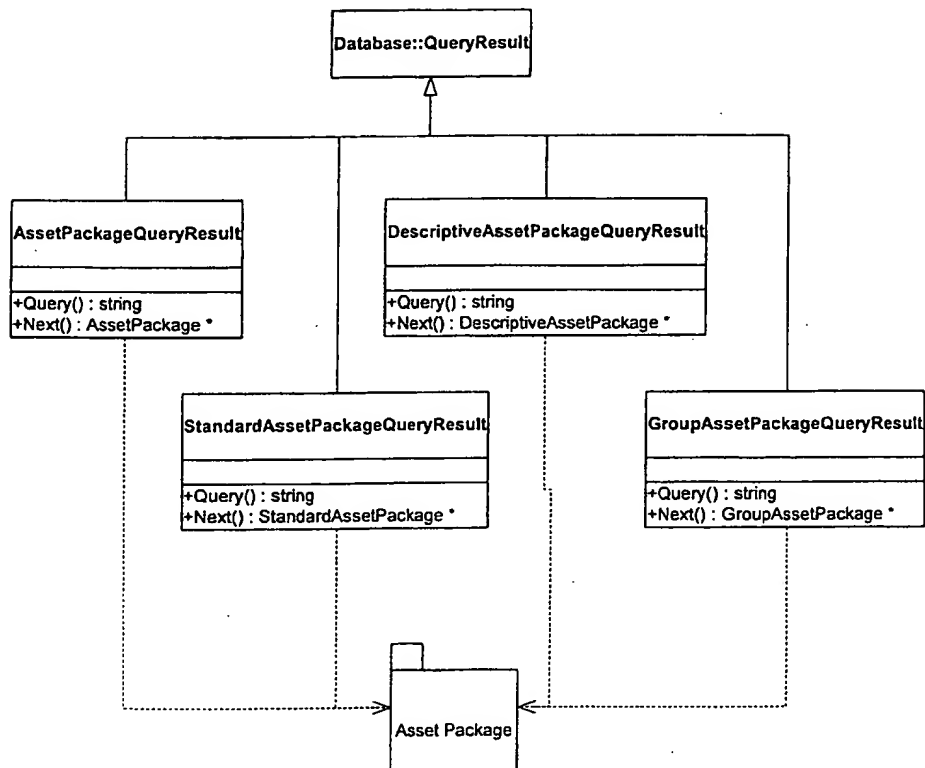 Database::QueryResult
AssetPackageQueryResult
+Query() : string
+Next() : AssetPackage *
DescriptiveAssetPackageQueryResult
+Query() : string
+Next() : DescriptiveAssetPackage *
StandardAssetPackageQueryResult
+Query() : string
+Next() : StandardAssetPackage *
GroupAssetPackageQueryResult
+Query() : string
+Next() : GroupAssetPackage *
Asset Package